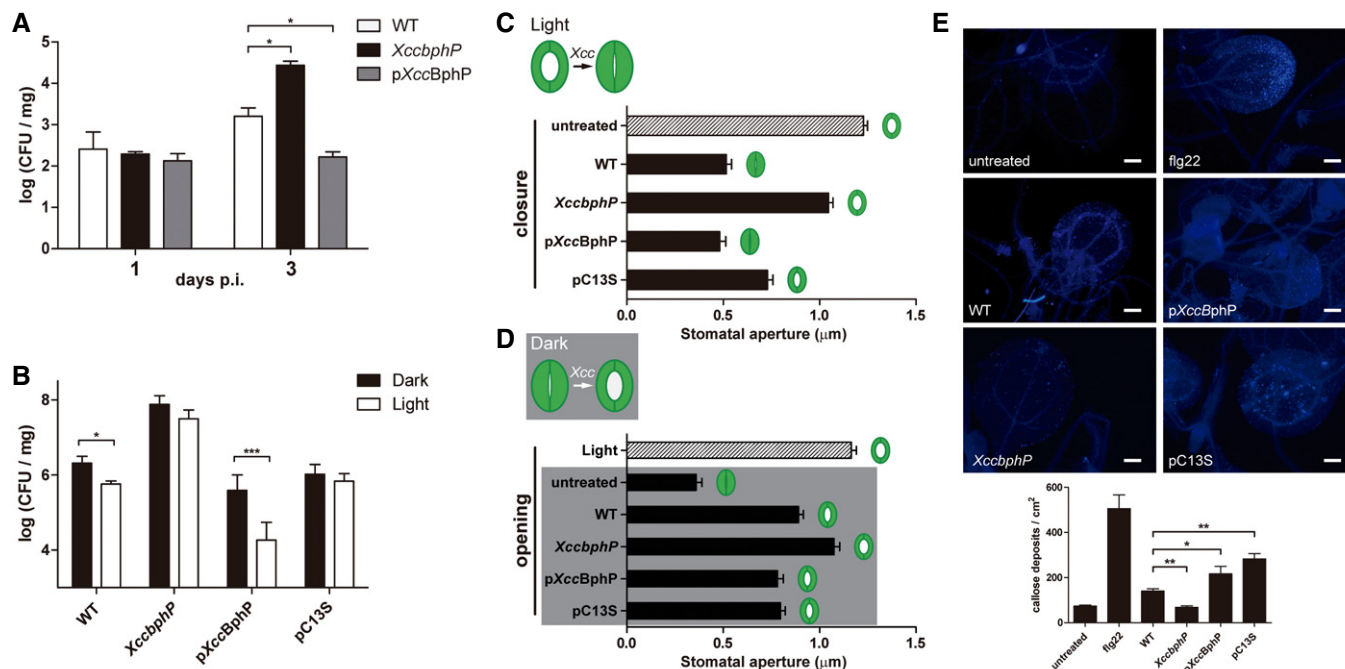 A
WT
XccbphP
pXccBphP
*
*
log (CFU / mg)
5
4
3
2
1
0
1
3
days p.i.
B
Dark
Light
*
***
log (CFU / mg)
8
6
4
WT
XccbphP
pXccBphP
pC13S
C
Light
Xcc
closure
untreated
WT
XccbphP
pXccBphP
pC13S
0.0
0.5
1.0
1.5
Stomatal aperture (μm)
D
Dark
Xcc
opening
Light
untreated
WT
XccbphP
pXccBphP
pC13S
0.0
0.5
1.0
1.5
Stomatal aperture (μm)
E
untreated
flg22
WT
pXccBphP
XccbphP
pC13S
callose deposits / cm²
600
400
200
0
**
*
**
untreated
flg22
WT
XccbphP
pXccBphP
pC13S